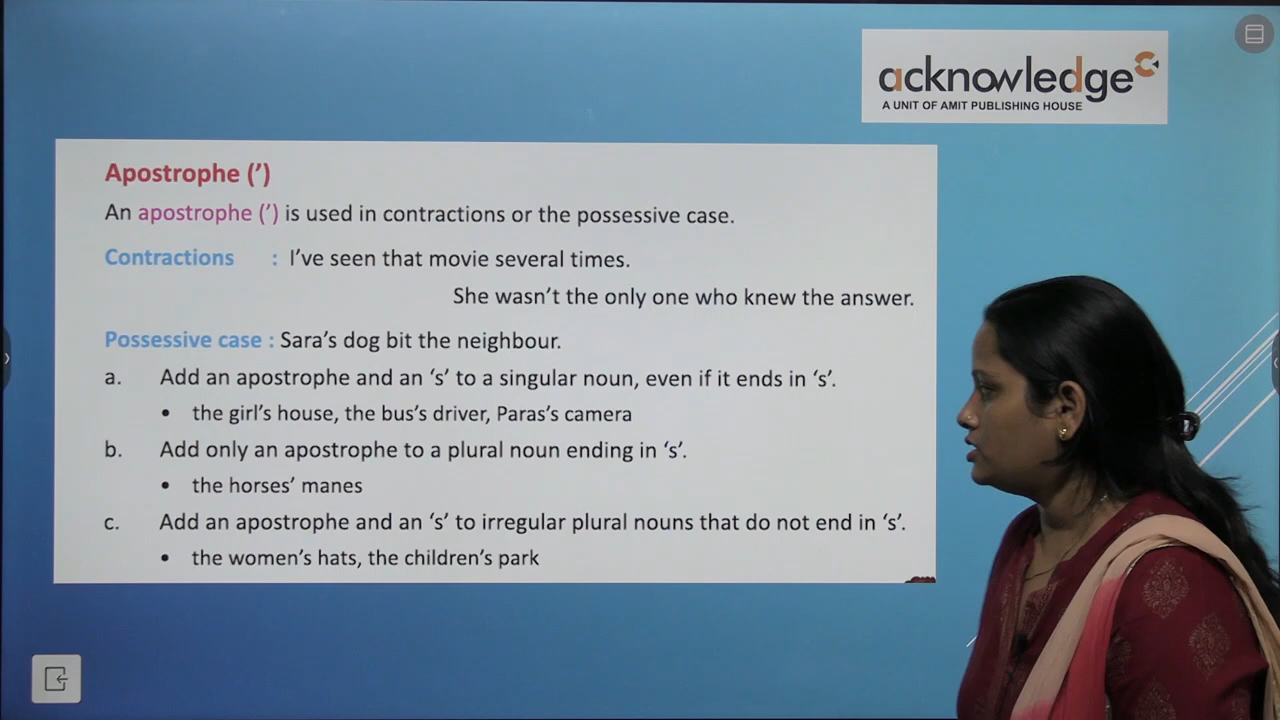 acknowledge
A UNIT OF AMIT PUBLISHING HOUSE
Apostrophe (’)
An apostrophe (’) is used in contractions or the possessive case.
Contractions : I’ve seen that movie several times.
She wasn’t the only one who knew the answer.
Possessive case : Sara’s dog bit the neighbour.
a. Add an apostrophe and an ‘s’ to a singular noun, even if it ends in ‘s’.
• the girl’s house, the bus’s driver, Paras’s camera
b. Add only an apostrophe to a plural noun ending in ‘s’.
• the horses’ manes
c. Add an apostrophe and an ‘s’ to irregular plural nouns that do not end in ‘s’.
• the women’s hats, the children’s park